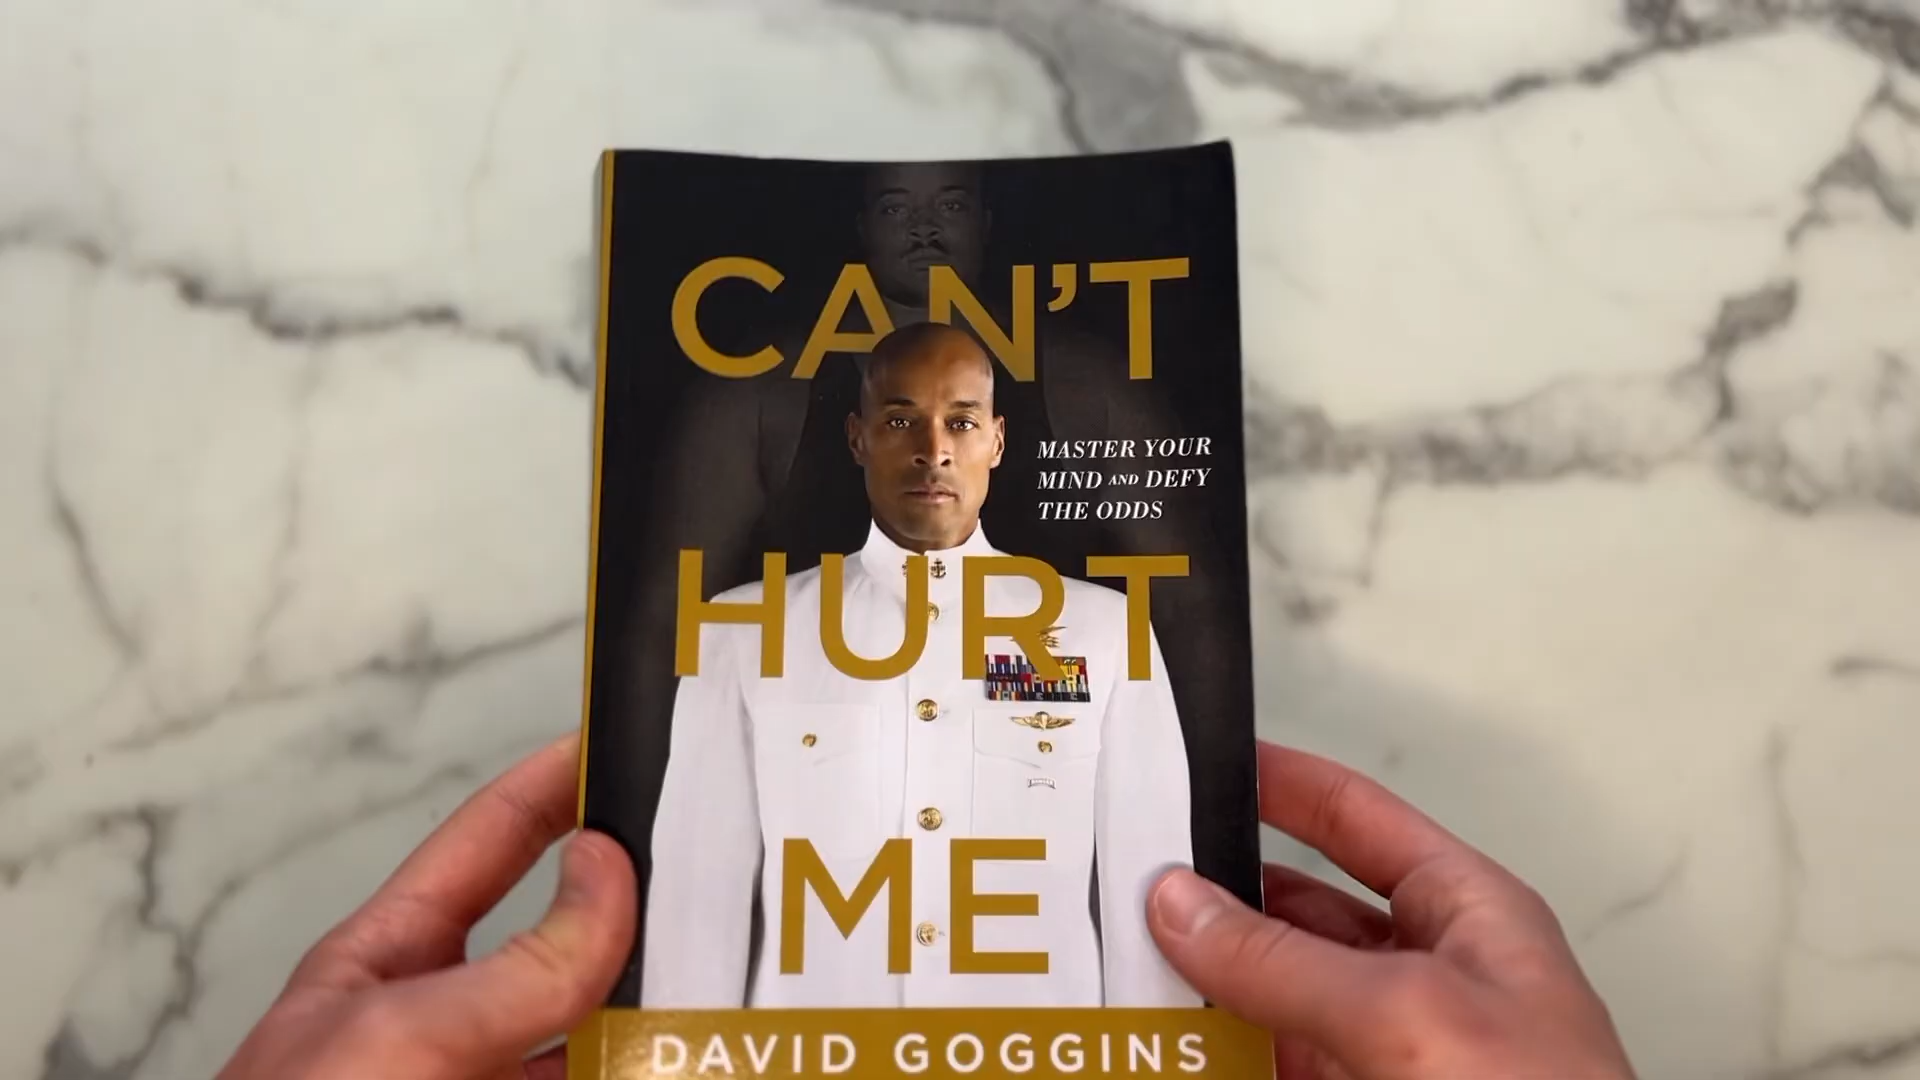 CAN'T
MASTER YOUR
MIND AND DEFY
THE ODDS
HURT
ME
DAVID GOGGINS